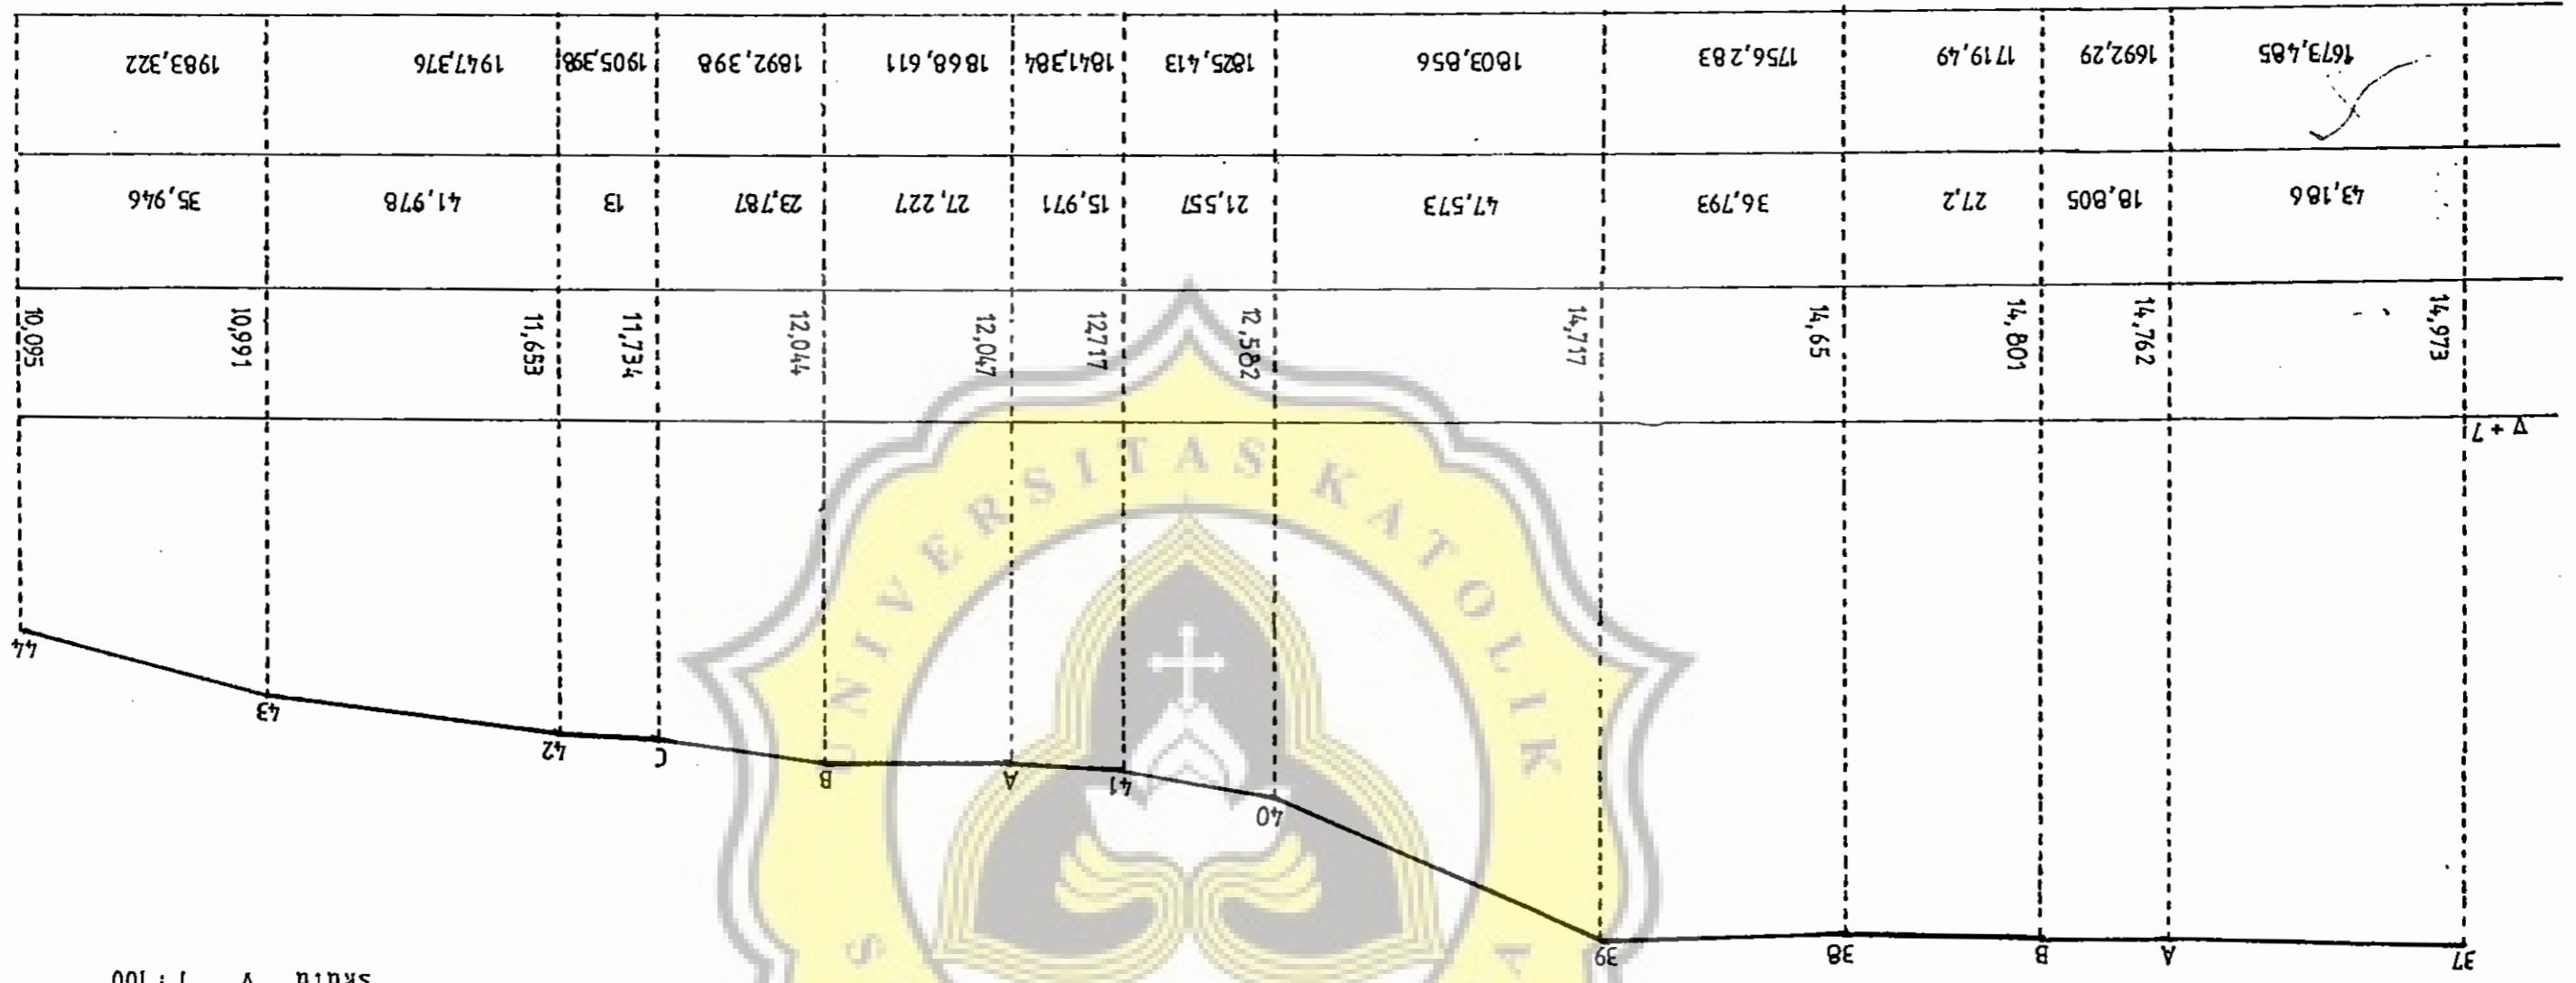 Skala V 1 : 100
37 A B 38 39 40 41 A B C 42 43 44
∇ + 7
14,973 14,762 14,801 14,65 14,717 12,582 12,717 12,047 12,044 11,734 11,653 10,991 10,095
43,186 18,805 27,2 36,793 47,573 21,557 15,971 27,227 23,787 13 41,978 35,946
1673,485 1692,29 1719,49 1756,283 1803,856 1825,413 1841,384 1868,611 1892,398 1905,398 1947,376 1983,322
UNIVERSITAS KATOLIK